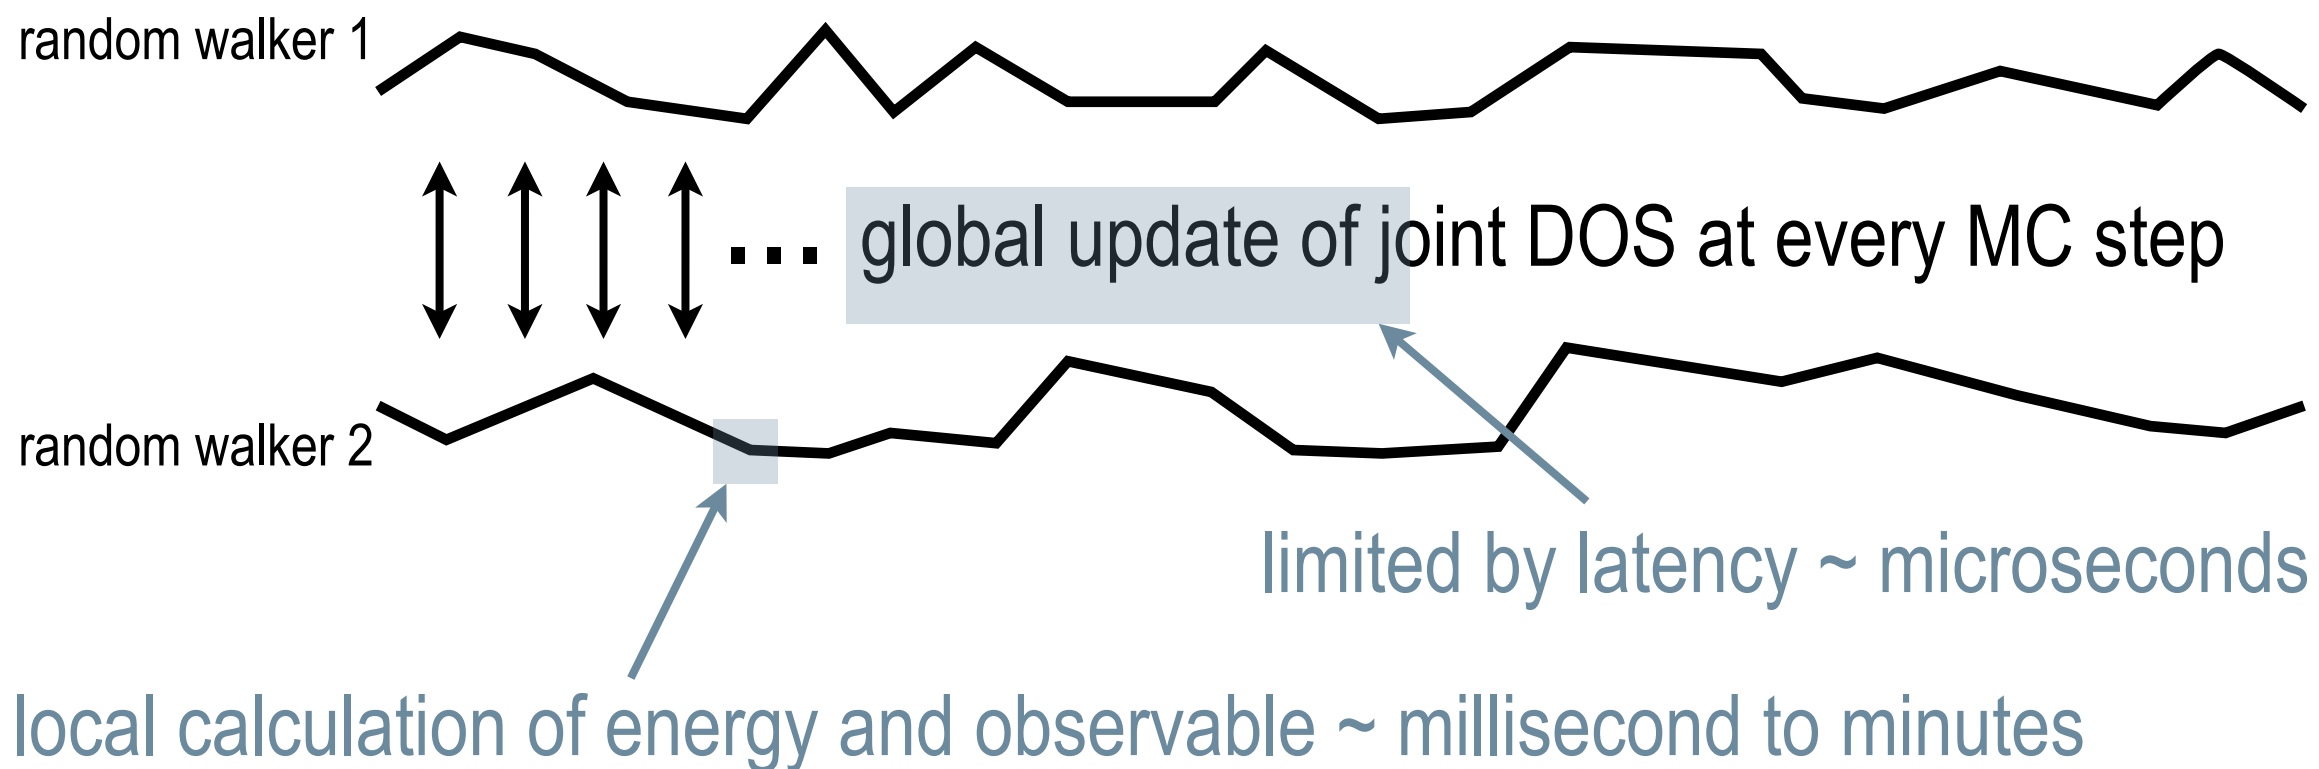 random walker 1
... global update of joint DOS at every MC step
random walker 2
limited by latency ~ microseconds
local calculation of energy and observable ~ millisecond to minutes